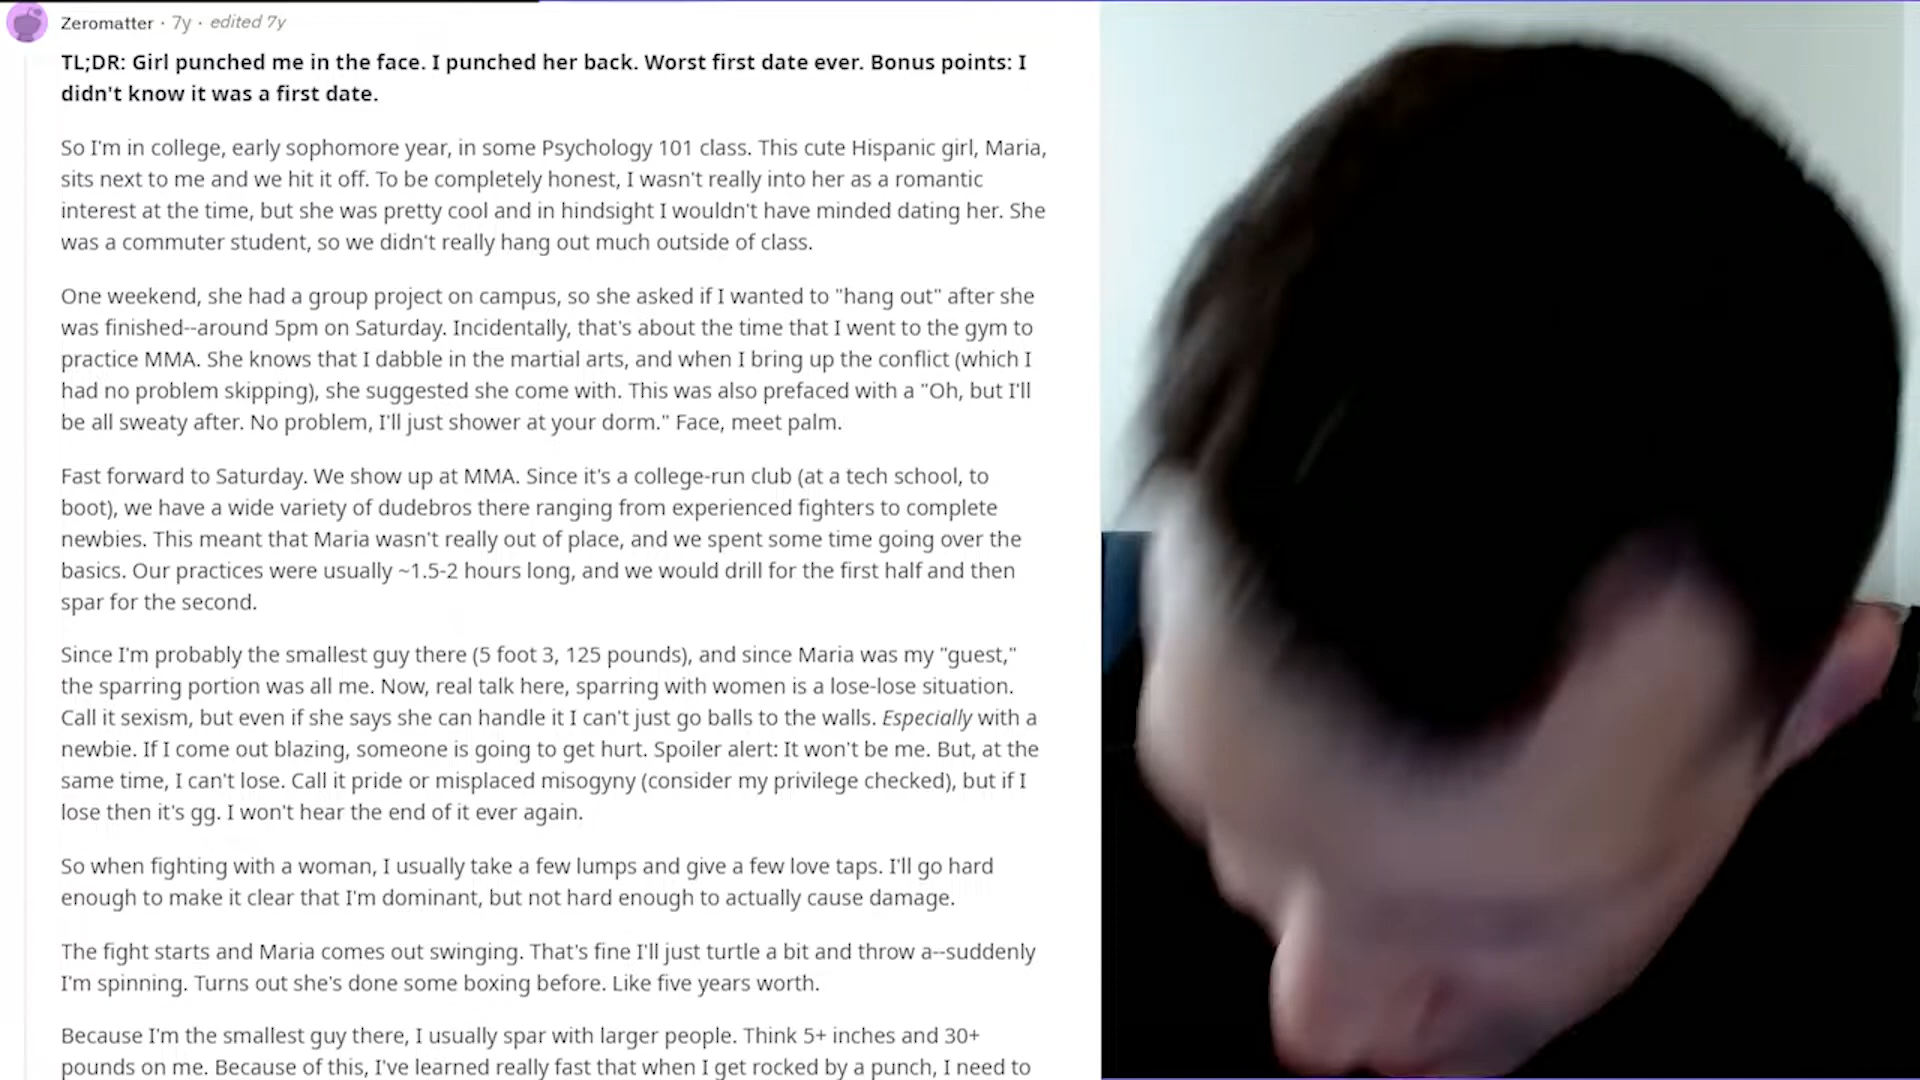 Zeromatter · 7y · edited 7y
TL;DR: Girl punched me in the face. I punched her back. Worst first date ever. Bonus points: I
didn't know it was a first date.
So I'm in college, early sophomore year, in some Psychology 101 class. This cute Hispanic girl, Maria,
sits next to me and we hit it off. To be completely honest, I wasn't really into her as a romantic
interest at the time, but she was pretty cool and in hindsight I wouldn't have minded dating her. She
was a commuter student, so we didn't really hang out much outside of class.
One weekend, she had a group project on campus, so she asked if I wanted to "hang out" after she
was finished--around 5pm on Saturday. Incidentally, that's about the time that I went to the gym to
practice MMA. She knows that I dabble in the martial arts, and when I bring up the conflict (which I
had no problem skipping), she suggested she come with. This was also prefaced with a "Oh, but I'll
be all sweaty after. No problem, I'll just shower at your dorm." Face, meet palm.
Fast forward to Saturday. We show up at MMA. Since it's a college-run club (at a tech school, to
boot), we have a wide variety of dudebros there ranging from experienced fighters to complete
newbies. This meant that Maria wasn't really out of place, and we spent some time going over the
basics. Our practices were usually ~1.5-2 hours long, and we would drill for the first half and then
spar for the second.
Since I'm probably the smallest guy there (5 foot 3, 125 pounds), and since Maria was my "guest,"
the sparring portion was all me. Now, real talk here, sparring with women is a lose-lose situation.
Call it sexism, but even if she says she can handle it I can't just go balls to the walls. Especially with a
newbie. If I come out blazing, someone is going to get hurt. Spoiler alert: It won't be me. But, at the
same time, I can't lose. Call it pride or misplaced misogyny (consider my privilege checked), but if I
lose then it's gg. I won't hear the end of it ever again.
So when fighting with a woman, I usually take a few lumps and give a few love taps. I'll go hard
enough to make it clear that I'm dominant, but not hard enough to actually cause damage.
The fight starts and Maria comes out swinging. That's fine I'll just turtle a bit and throw a--suddenly
I'm spinning. Turns out she's done some boxing before. Like five years worth.
Because I'm the smallest guy there, I usually spar with larger people. Think 5+ inches and 30+
pounds on me. Because of this, I've learned really fast that when I get rocked by a punch, I need to